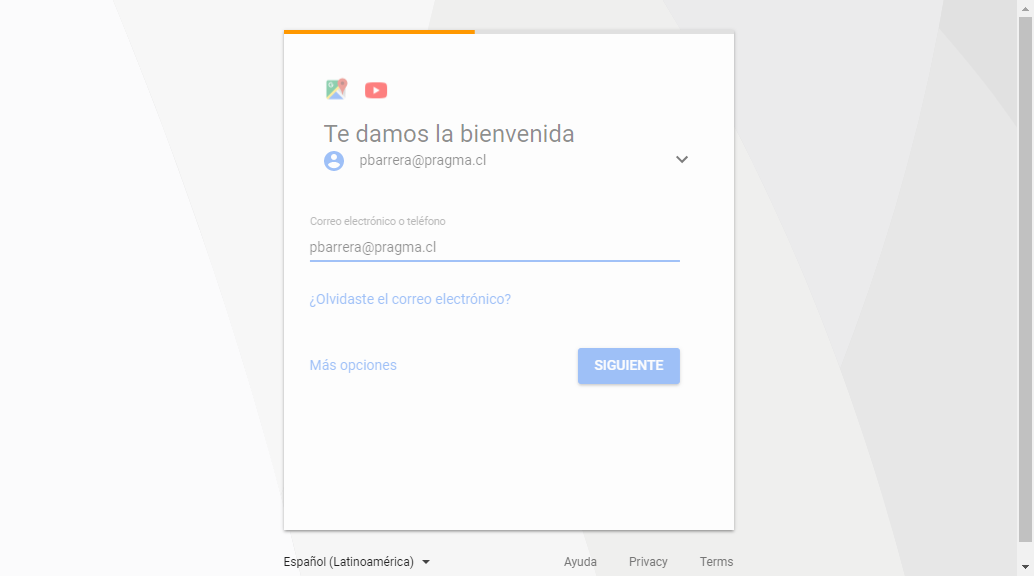 Te damos la bienvenida
pbarrera@pragma.cl
Correo electrónico o teléfono
pbarrera@pragma.cl
¿Olvidaste el correo electrónico?
Más opciones SIGUIENTE
Español (Latinoamérica) Ayuda Privacy Terms